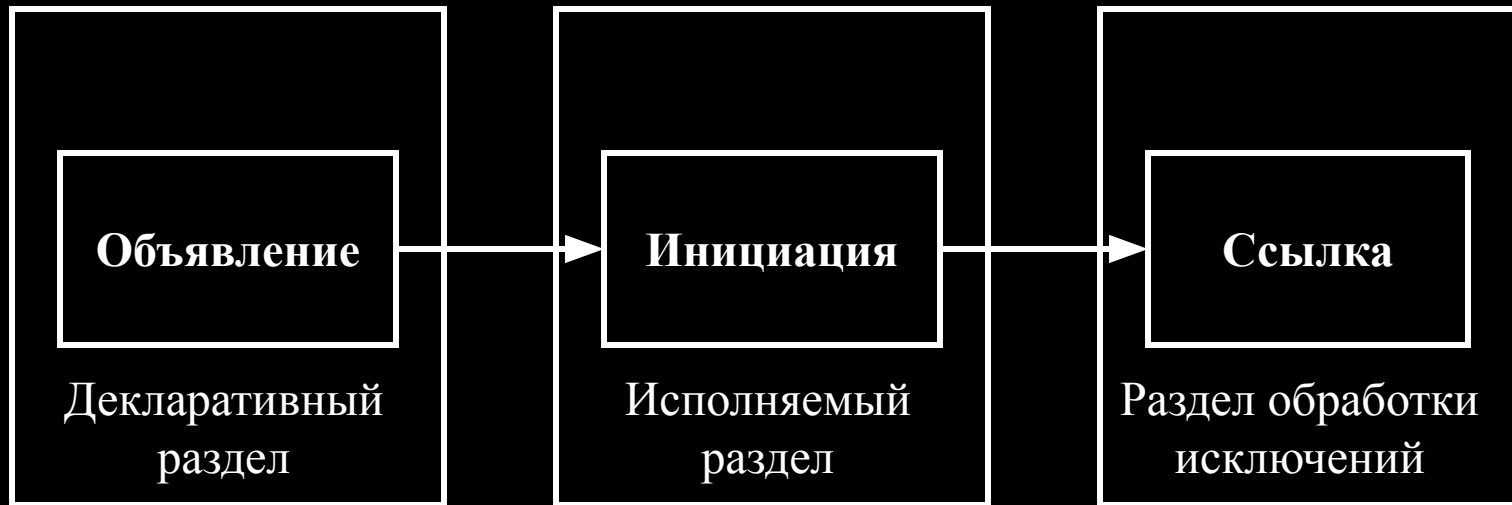 Объявление
Декларативный
раздел
Инициация
Исполняемый
раздел
Ссылка
Раздел обработки
исключений